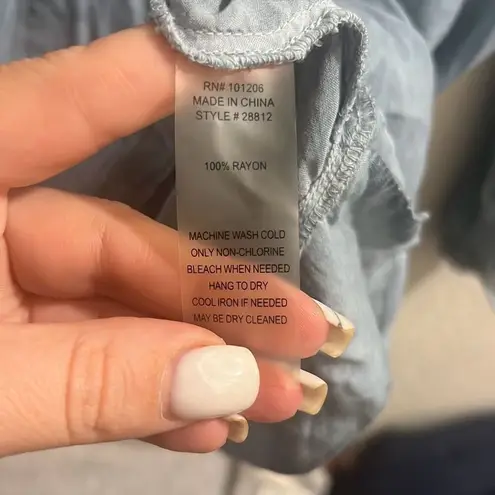 RN# 101206
MADE IN CHINA
STYLE # 28812
100% RAYON
MACHINE WASH COLD
ONLY NON-CHLORINE
BLEACH WHEN NEEDED
HANG TO DRY
COOL IRON IF NEEDED
MAY BE DRY CLEANED